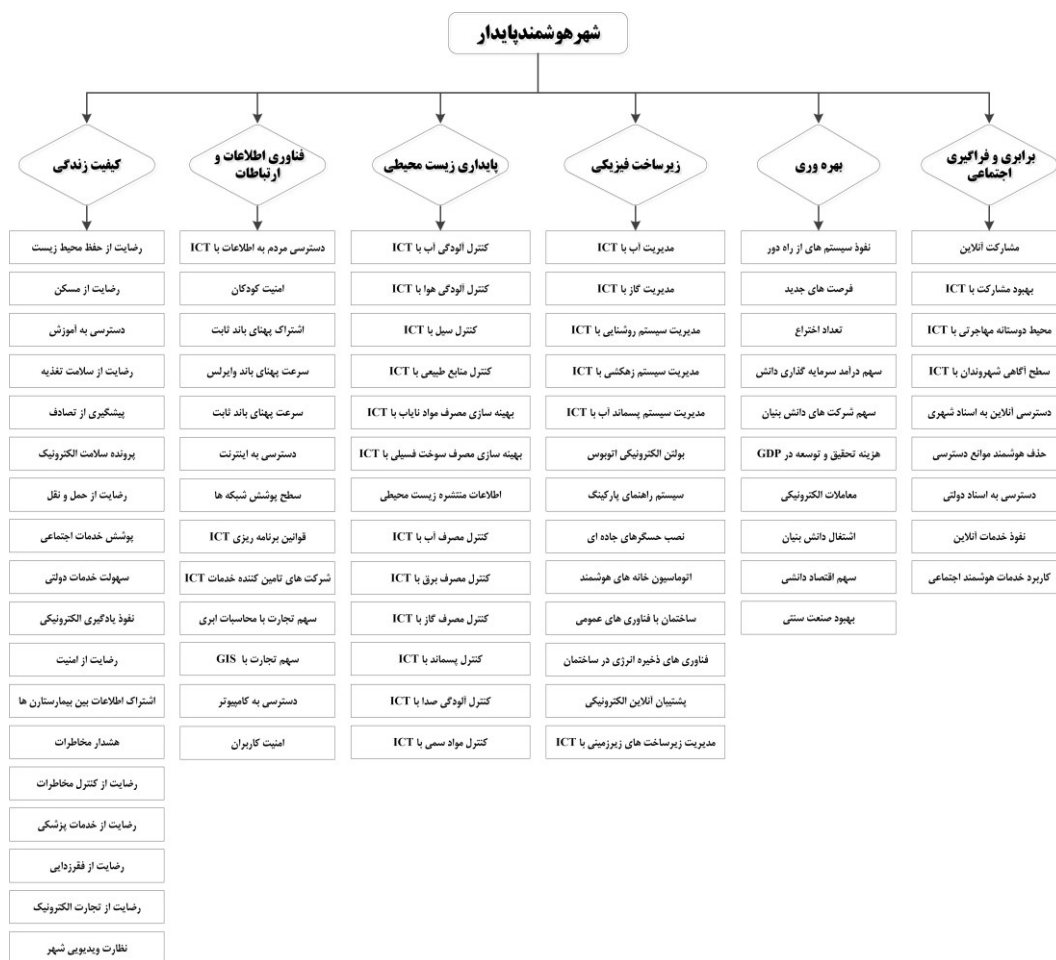 شهرهوشمندپایدار
برابری و فراگیری
اجتماعی
بهره وری
زیرساخت فیزیکی
پایداری زیست محیطی
فناوری اطلاعات و
ارتباطات
کیفیت زندگی
مشارکت آنلاین
بهبود مشارکت با ICT
محیط دوستانه مهاجرتی با ICT
سطح آگاهی شهروندان با ICT
دسترسی آنلاین به اسناد شهری
حذف هوشمند موانع دسترسی
دسترسی به اسناد دولتی
نفوذ خدمات آنلاین
کاربرد خدمات هوشمند اجتماعی
نفوذ سیستم های از راه دور
فرصت های جدید
تعداد اختراع
سهم درآمد سرمایه گذاری دانش
سهم شرکت های دانش بنیان
هزینه تحقیق و توسعه در GDP
معاملات الکترونیکی
اشتغال دانش بنیان
سهم اقتصاد دانشی
بهبود صنعت سنتی
مدیریت آب با ICT
مدیریت گاز با ICT
مدیریت سیستم روشنایی با ICT
مدیریت سیستم زهکشی با ICT
مدیریت سیستم پسماند آب با ICT
بولتن الکترونیکی اتوبوس
سیستم راهنمای پارکینگ
نصب حسگرهای جاده ای
اتوماسیون خانه های هوشمند
ساختمان با فناوری های عمومی
فناوری های ذخیره انرژی در ساختمان
پشتیبان آنلاین الکترونیکی
مدیریت زیرساخت های زیرزمینی با ICT
کنترل آلودگی آب با ICT
کنترل آلودگی هوا با ICT
کنترل سیل با ICT
کنترل منابع طبیعی با ICT
بهینه سازی مصرف مواد نایاب با ICT
بهینه سازی مصرف سوخت فسیلی با ICT
اطلاعات منتشره زیست محیطی
کنترل مصرف آب با ICT
کنترل مصرف برق با ICT
کنترل مصرف گاز با ICT
کنترل پسماند با ICT
کنترل آلودگی صدا با ICT
کنترل مواد سمی با ICT
دسترسی مردم به اطلاعات با ICT
امنیت کودکان
اشتراک پهنای باند ثابت
سرعت پهنای باند وایرلس
سرعت پهنای باند ثابت
دسترسی به اینترنت
سطح پوشش شبکه ها
قوانین برنامه ریزی ICT
شرکت های تامین کننده خدمات ICT
سهم تجارت با محاسبات ابری
سهم تجارت با GIS
دسترسی به کامپیوتر
امنیت کاربران
رضایت از حفظ محیط زیست
رضایت از مسکن
دسترسی به آموزش
رضایت از سلامت تغذیه
پیشگیری از تصادف
پرونده سلامت الکترونیک
رضایت از حمل و نقل
پوشش خدمات اجتماعی
سهولت خدمات دولتی
نفوذ یادگیری الکترونیکی
رضایت از امنیت
اشتراک اطلاعات بین بیمارستارن ها
هشدار مخاطرات
رضایت از کنترل مخاطرات
رضایت از خدمات پزشکی
رضایت از فقرزدایی
رضایت از تجارت الکترونیک
نظارت ویدیویی شهر